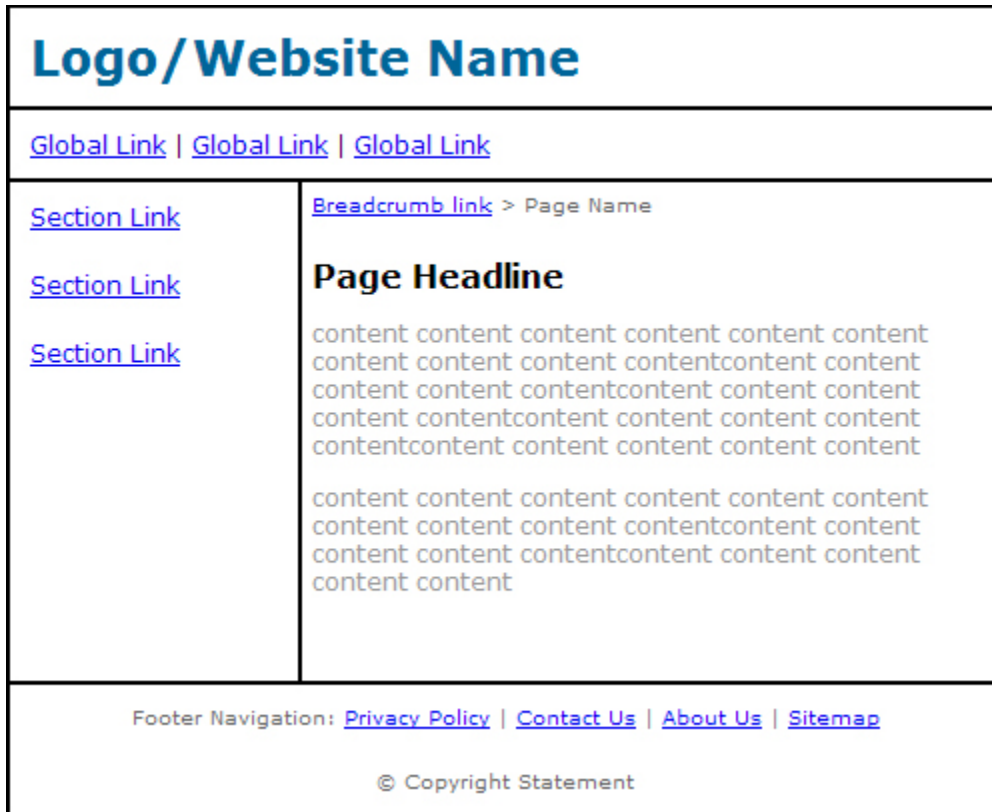 Logo/Website Name
Global Link | Global Link | Global Link
Section Link
Section Link
Section Link
Breadcrumb link > Page Name
Page Headline
content content content content content content
content content content contentcontent content
content content contentcontent content content
content contentcontent content content content
contentcontent content content content content
content content content content content content
content content content contentcontent content
content content contentcontent content content
content content
Footer Navigation: Privacy Policy | Contact Us | About Us | Sitemap
© Copyright Statement